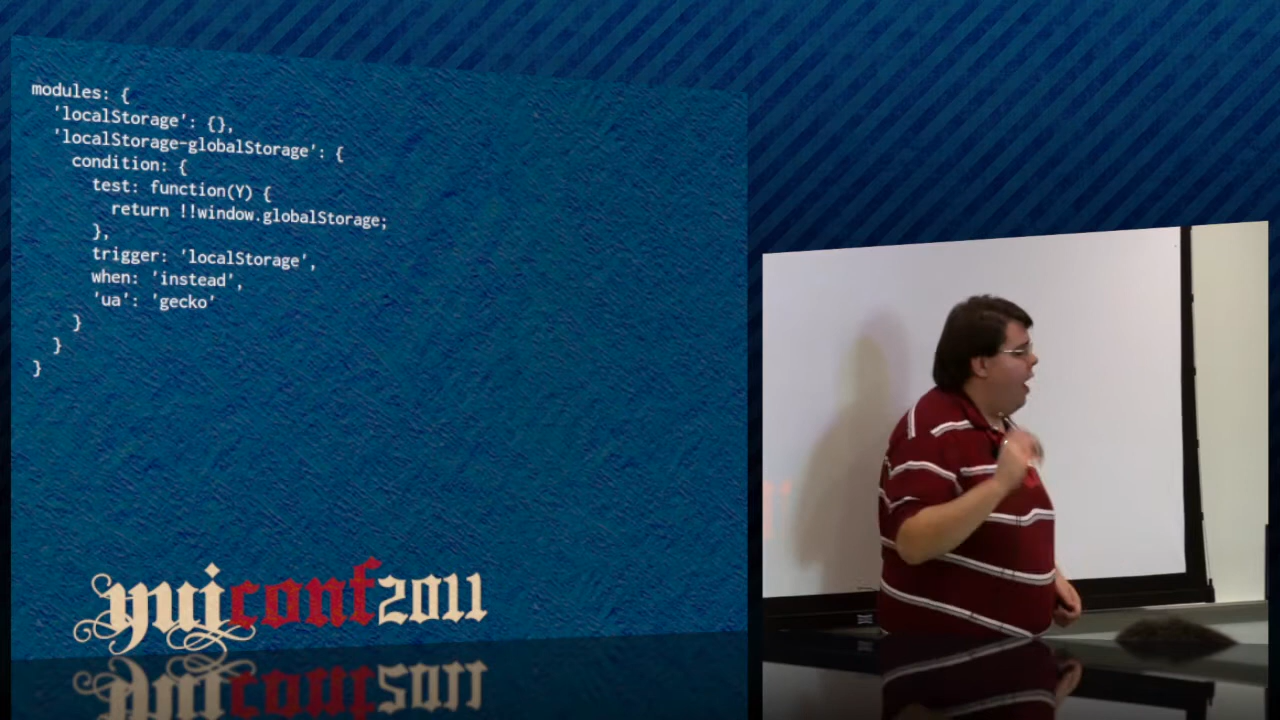 modules: {
'localStorage': {},
'localStorage-globalStorage': {
condition: {
test: function(Y) {
return !!window.globalStorage;
},
trigger: 'localStorage',
when: 'instead',
'ua': 'gecko'
}
}
}
yuiconf2011